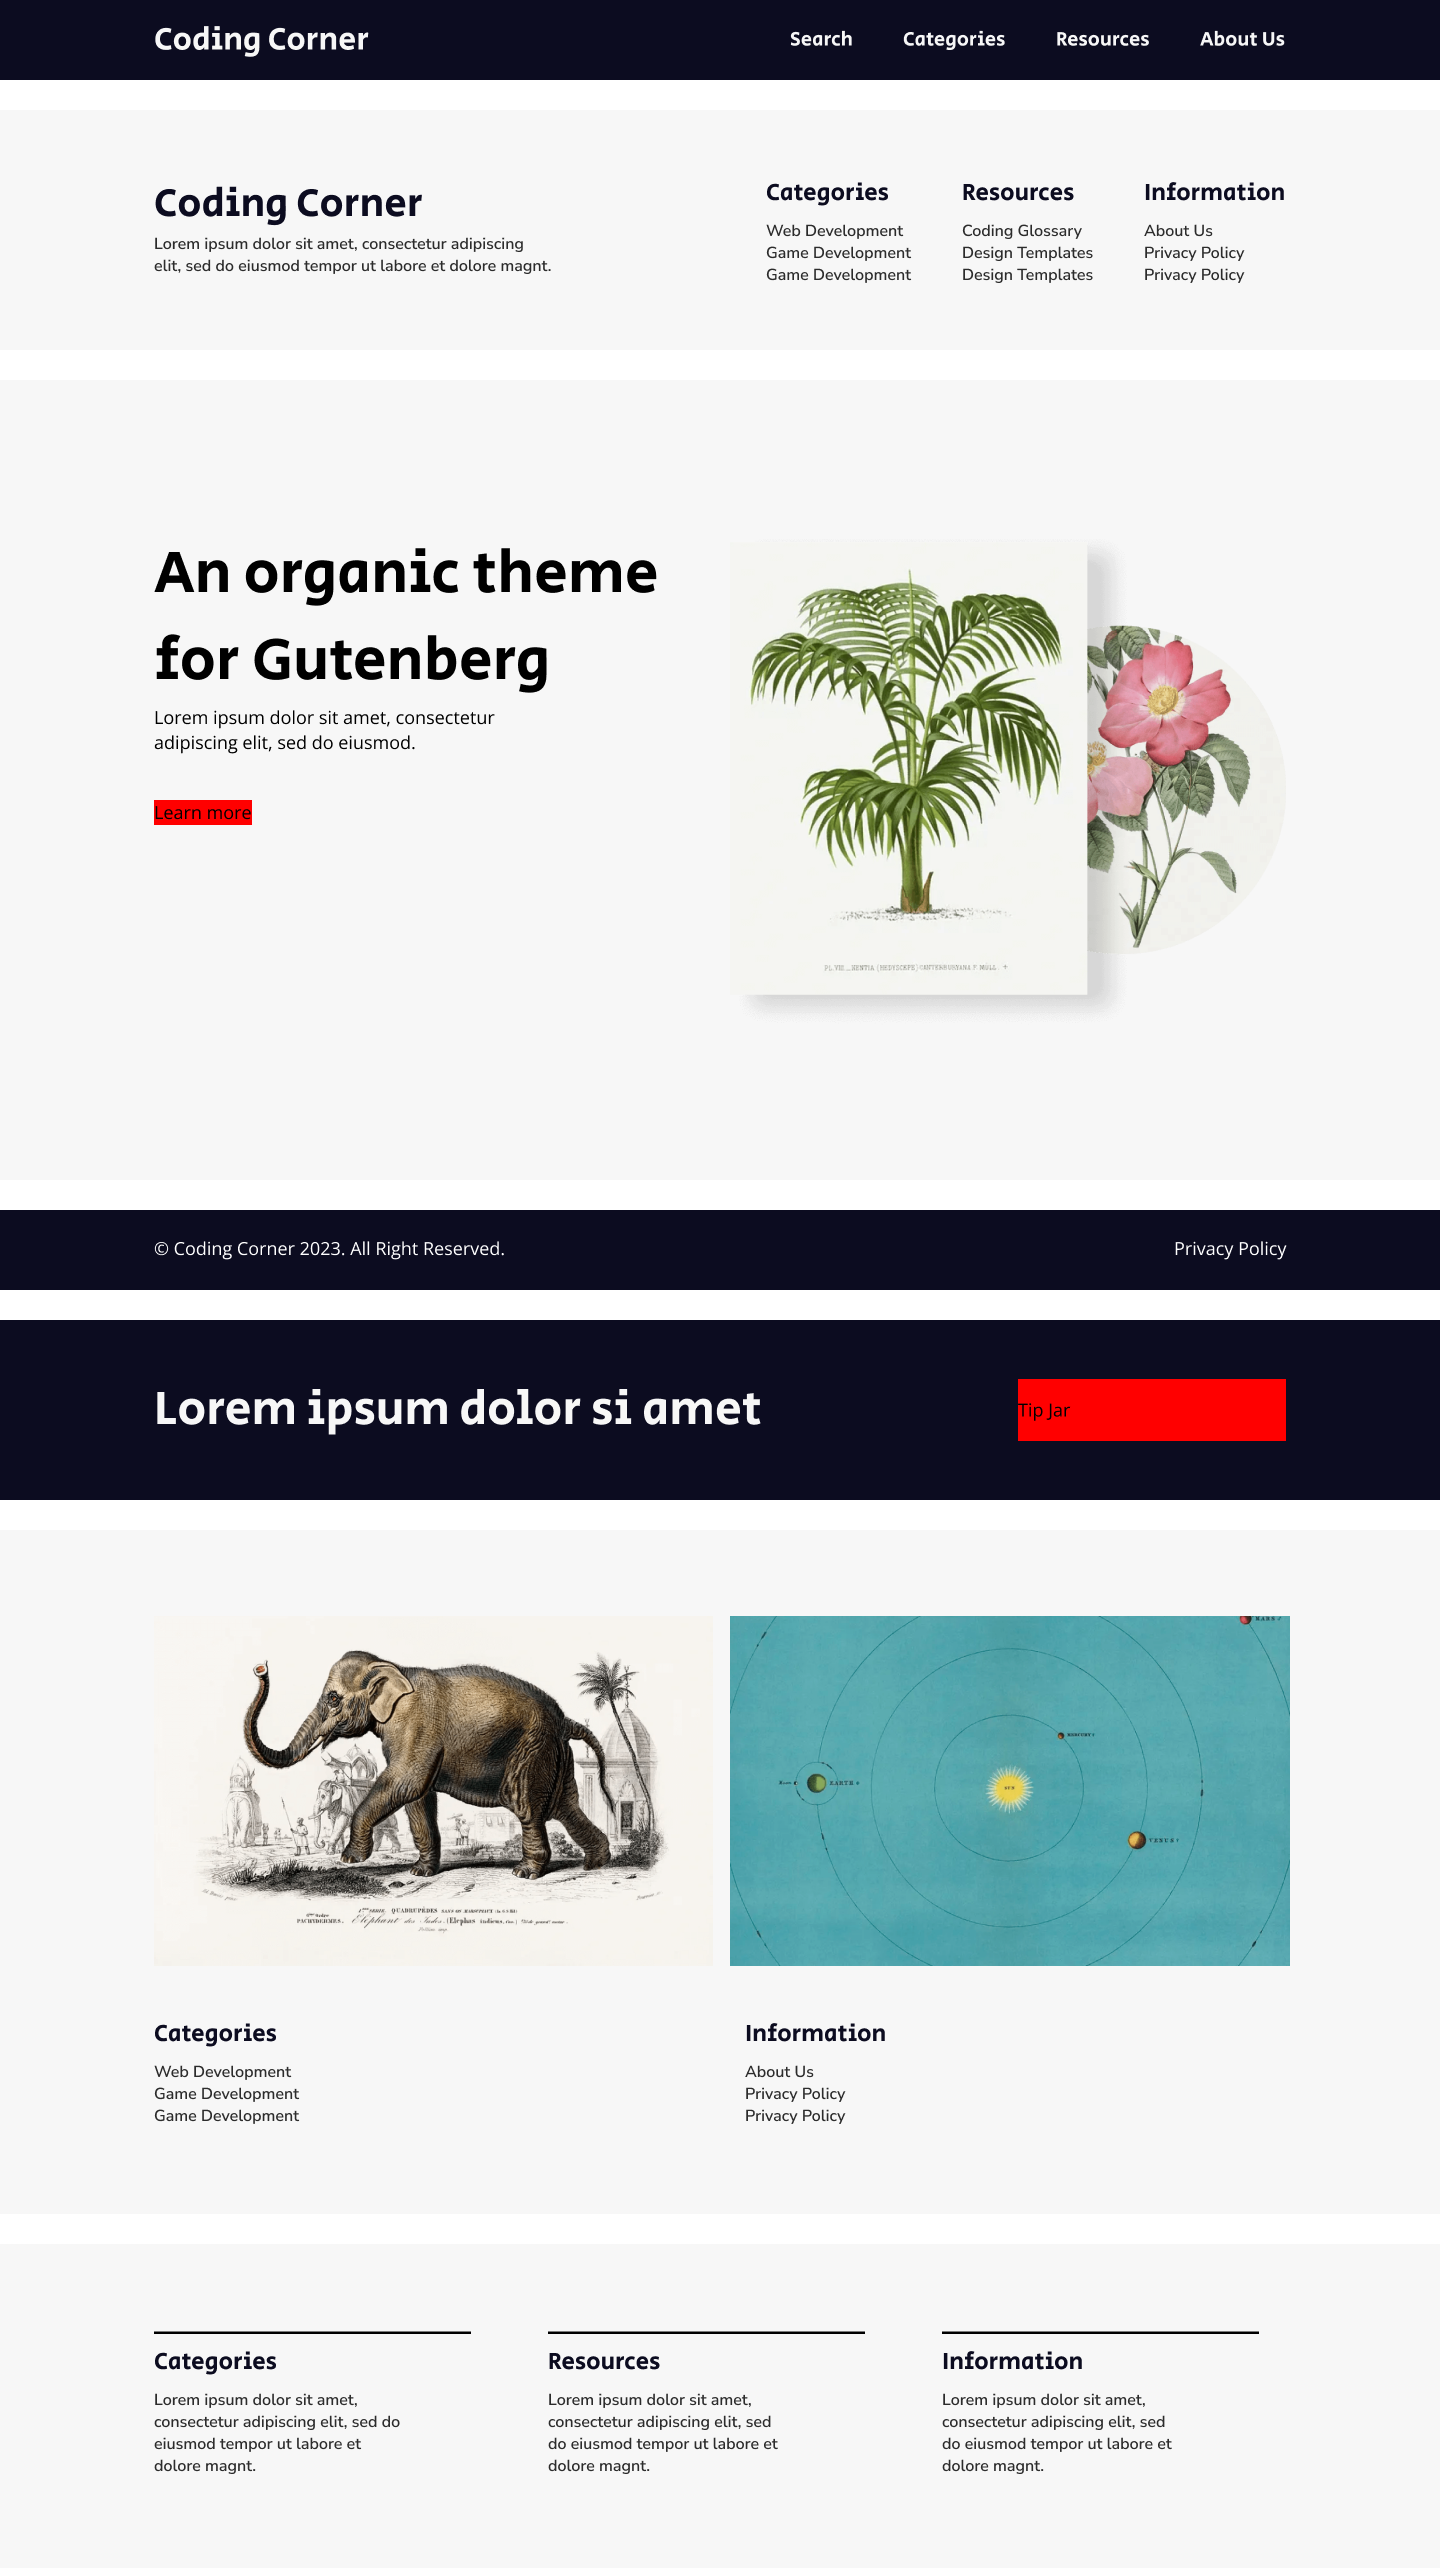 Coding Corner
Search Categories Resources About Us
Coding Corner
Lorem ipsum dolor sit amet, consectetur adipiscing
elit, sed do eiusmod tempor ut labore et dolore magnt.
Categories
Web Development
Game Development
Game Development
Resources
Coding Glossary
Design Templates
Design Templates
Information
About Us
Privacy Policy
Privacy Policy
An organic theme
for Gutenberg
Lorem ipsum dolor sit amet, consectetur
adipiscing elit, sed do eiusmod.
Learn more
© Coding Corner 2023. All Right Reserved.
Privacy Policy
Lorem ipsum dolor si amet
Tip Jar
QUADRUPÈDES
PACHYDERMES.
Éléphant des Indes. (Elephas indicus,
MARS
MERCURY
SUN
EARTH
VENUS
Categories
Web Development
Game Development
Game Development
Information
About Us
Privacy Policy
Privacy Policy
Categories
Lorem ipsum dolor sit amet,
consectetur adipiscing elit, sed do
eiusmod tempor ut labore et
dolore magnt.
Resources
Lorem ipsum dolor sit amet,
consectetur adipiscing elit, sed
do eiusmod tempor ut labore et
dolore magnt.
Information
Lorem ipsum dolor sit amet,
consectetur adipiscing elit, sed
do eiusmod tempor ut labore et
dolore magnt.